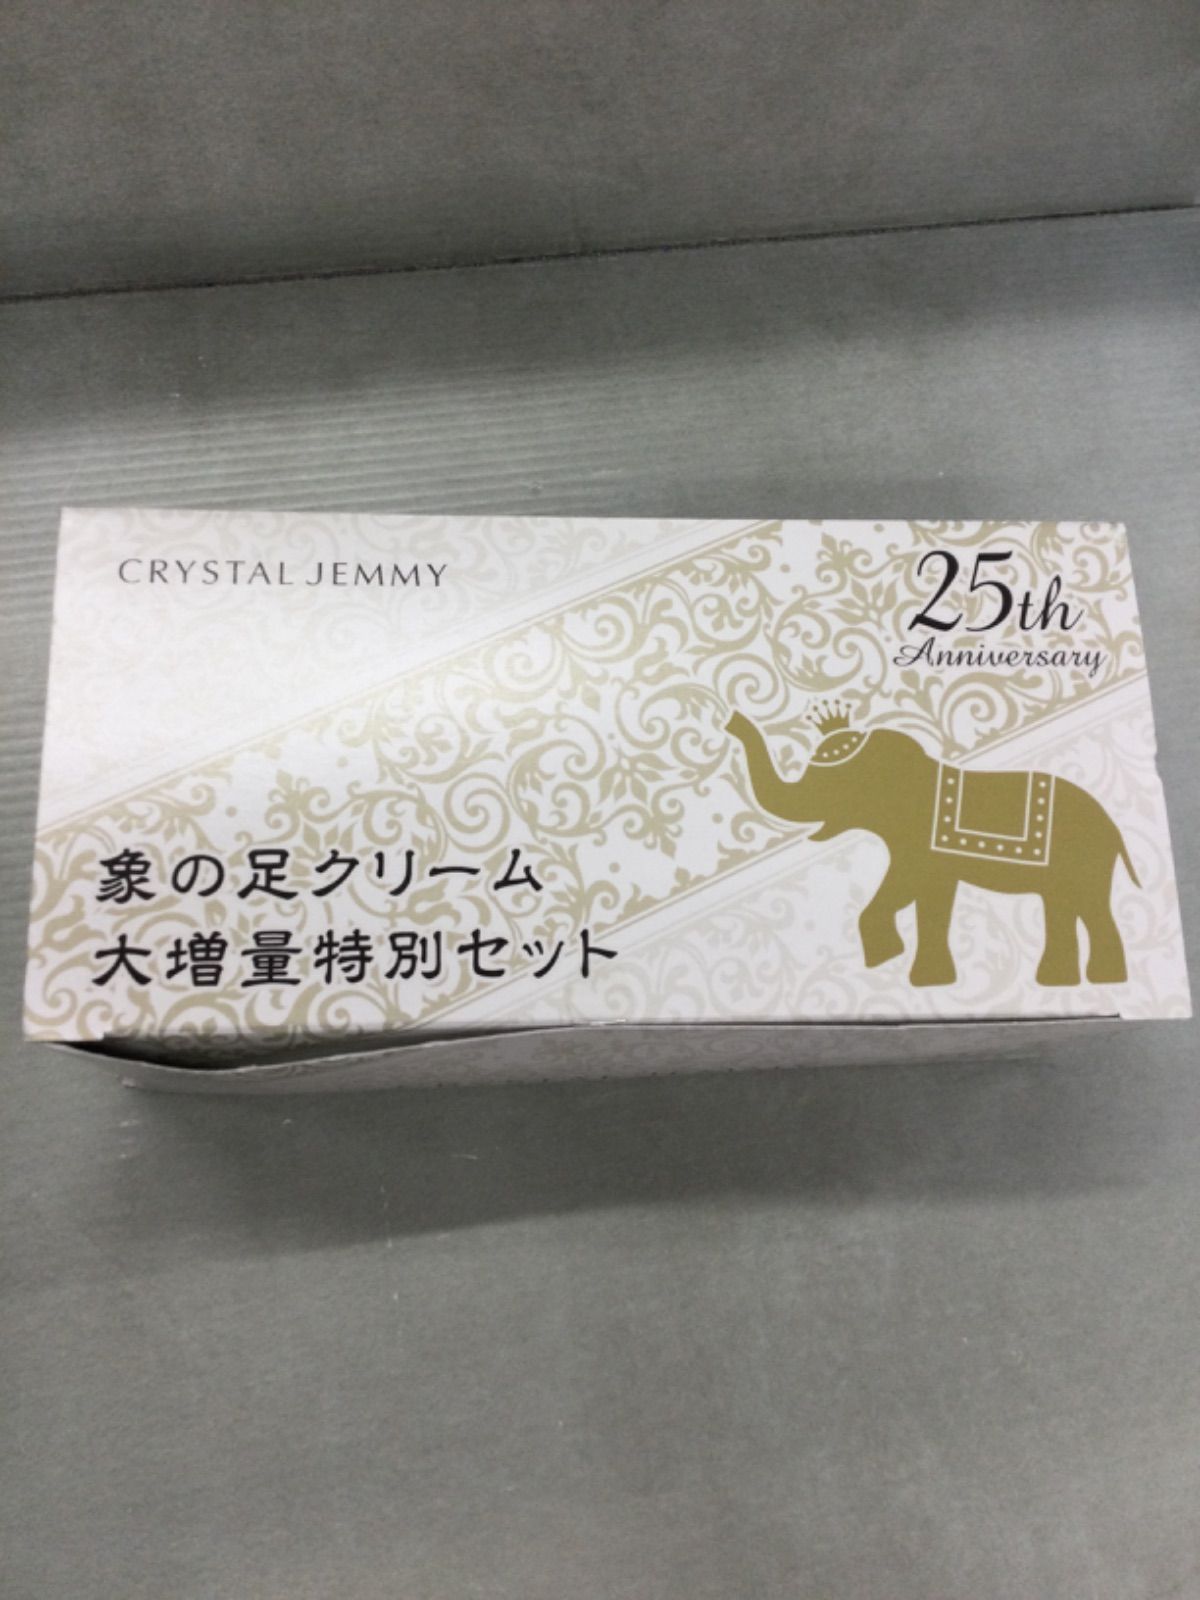 CRYSTAL JEMMY
25th
Anniversary
象の足クリーム
大増量特別セット